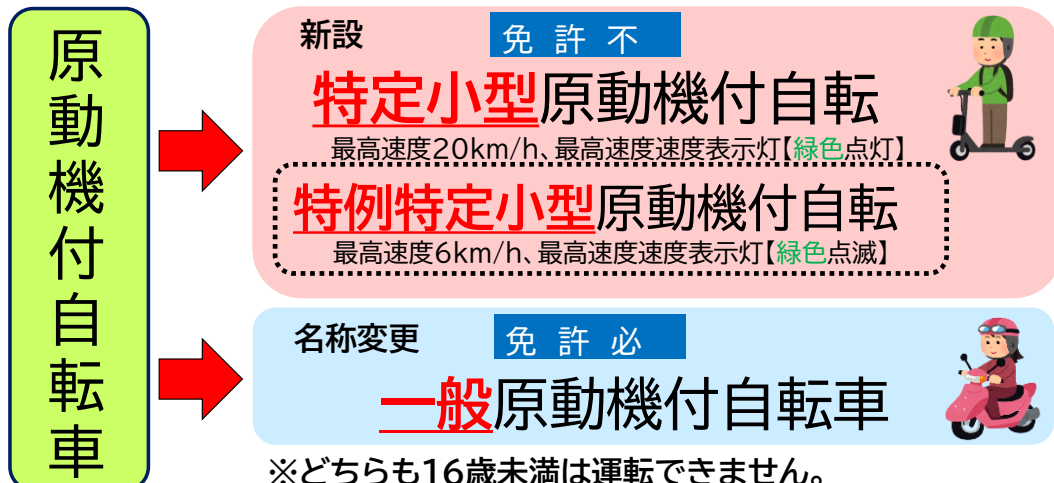 原動機付自転車
新設
免許不
特定小型原動機付自転
最高速度20km/h、最高速度速度表示灯【緑色点灯】
特例特定小型原動機付自転
最高速度6km/h、最高速度速度表示灯【緑色点滅】
名称変更
免許必
一般原動機付自転車
※どちらも16歳未満は運転できません。